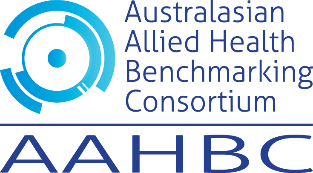 Australasian
Allied Health
Benchmarking
Consortium
AAHBC